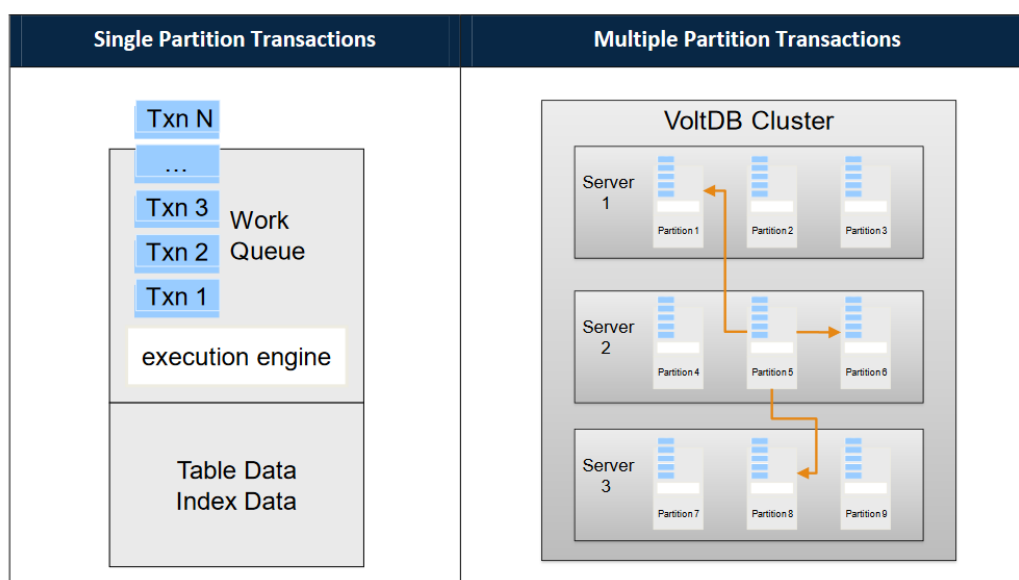 Single Partition Transactions
Multiple Partition Transactions
Txn N
...
Txn 3
Txn 2
Txn 1
Work
Queue
execution engine
Table Data
Index Data
VoltDB Cluster
Server
1
Partition 1
Partition 2
Partition 3
Server
2
Partition 4
Partition 5
Partition 6
Server
3
Partition 7
Partition 8
Partition 9